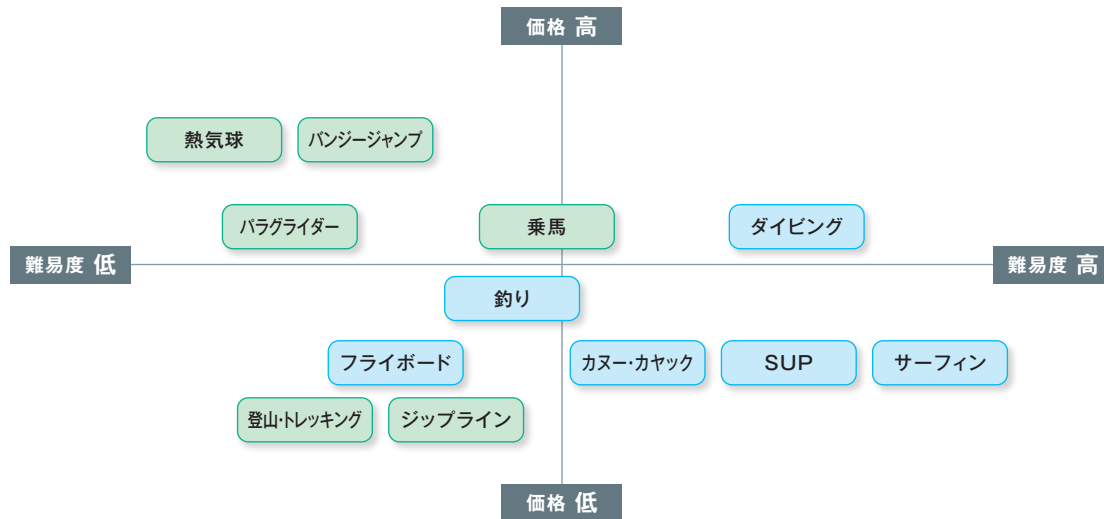 価格 高
熱気球
バンジージャンプ
パラグライダー
乗馬
ダイビング
難易度 低
難易度 高
釣り
フライボード
カヌー・カヤック
SUP
サーフィン
登山・トレッキング
ジップライン
価格 低